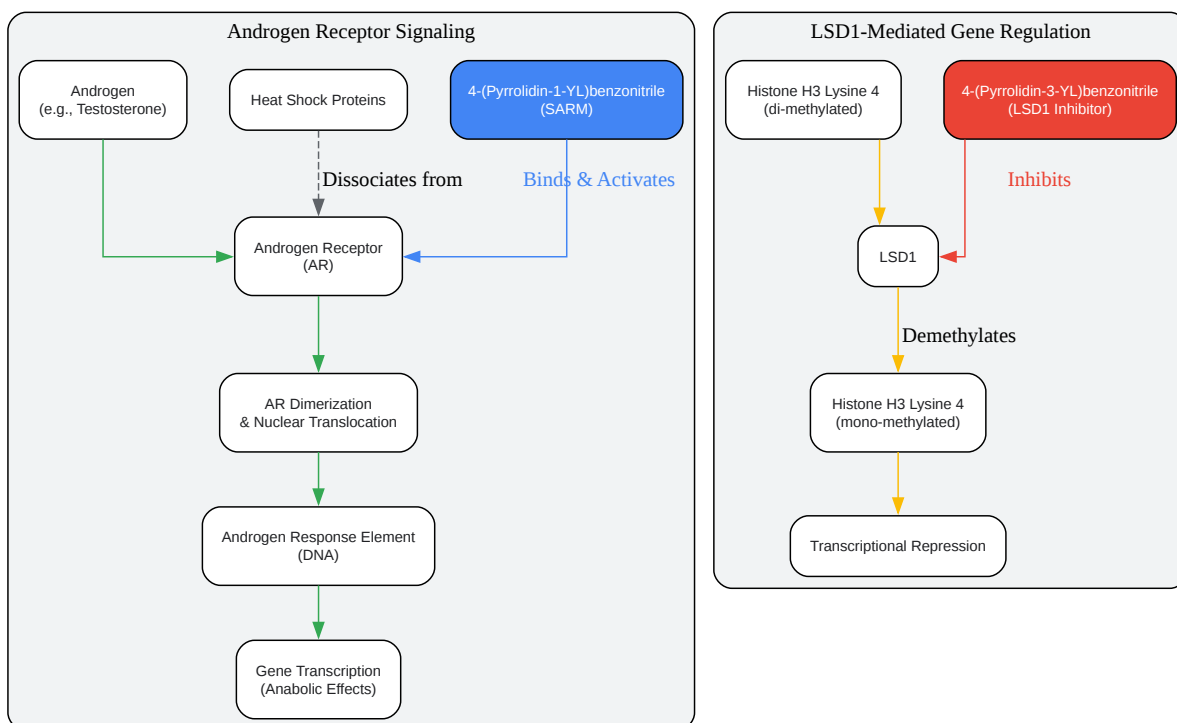 Androgen Receptor Signaling
Androgen
(e.g., Testosterone)
Heat Shock Proteins
4-(Pyrrolidin-1-YL)benzonitrile
(SARM)
Dissociates from
Binds & Activates
Androgen Receptor
(AR)
AR Dimerization
& Nuclear Translocation
Androgen Response Element
(DNA)
Gene Transcription
(Anabolic Effects)
LSD1-Mediated Gene Regulation
Histone H3 Lysine 4
(di-methylated)
4-(Pyrrolidin-3-YL)benzonitrile
(LSD1 Inhibitor)
Inhibits
LSD1
Demethylates
Histone H3 Lysine 4
(mono-methylated)
Transcriptional Repression